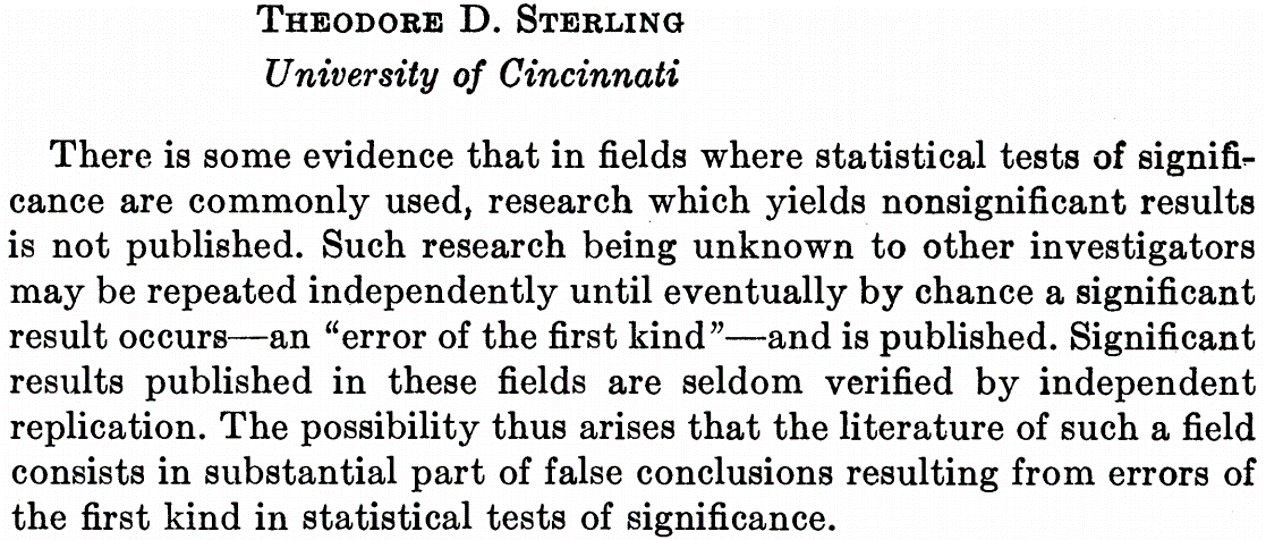 THEODORE D. STERLING
University of Cincinnati
There is some evidence that in fields where statistical tests of signifi-
cance are commonly used, research which yields nonsignificant results
is not published. Such research being unknown to other investigators
may be repeated independently until eventually by chance a significant
result occurs—an “error of the first kind”—and is published. Significant
results published in these fields are seldom verified by independent
replication. The possibility thus arises that the literature of such a field
consists in substantial part of false conclusions resulting from errors of
the first kind in statistical tests of significance.